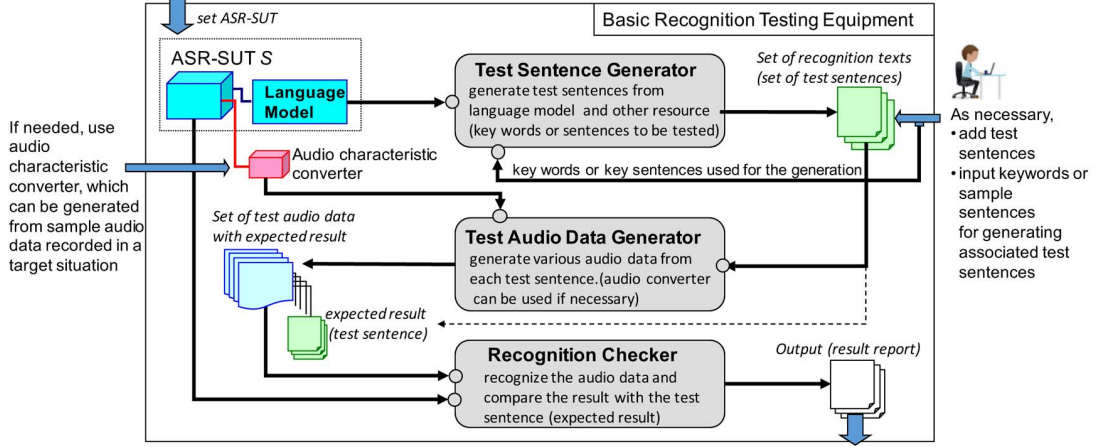 set ASR-SUT
Basic Recognition Testing Equipment
ASR-SUT S
Language
Model
Test Sentence Generator
generate test sentences from
language model and other resource
(key words or sentences to be tested)
Set of recognition texts
(set of test sentences)
As necessary,
•add test
sentences
•input keywords or
sample
sentences
for generating
associated test
sentences
If needed, use
audio
characteristic
converter, which
can be generated
from sample audio
data recorded in a
target situation
Audio characteristic
converter
key words or key sentences used for the generation
Set of test audio data
with expected result
Test Audio Data Generator
generate various audio data from
each test sentence.(audio converter
can be used if necessary)
expected result
(test sentence)
Recognition Checker
recognize the audio data and
compare the result with the test
sentence (expected result)
Output (result report)